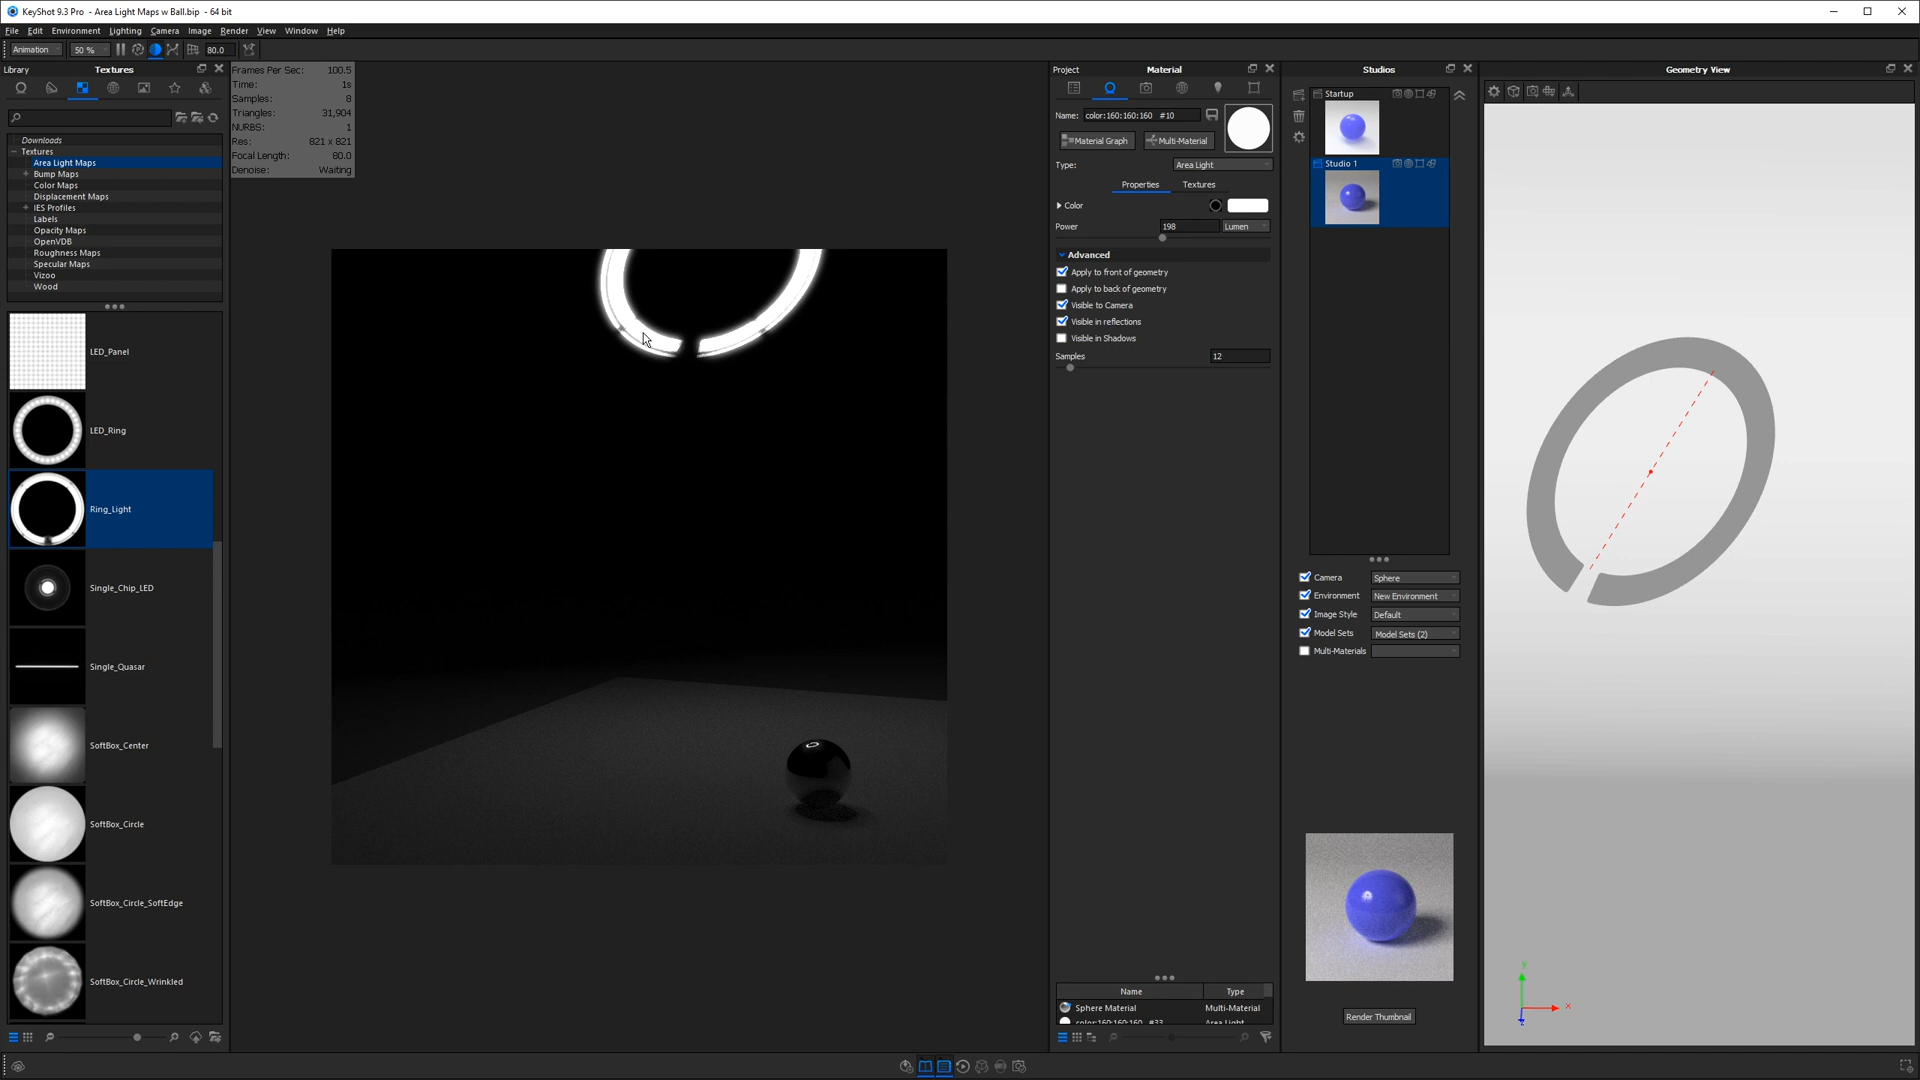 KeyShot 9.3 Pro - Area Light Maps w Ball.bip - 64 bit
File Edit Environment Lighting Camera Image Render View Window Help
Animation 50 % 80.0
Library Textures
Downloads
Textures
Area Light Maps
Bump Maps
Color Maps
Displacement Maps
IES Profiles
Labels
Opacity Maps
OpenVDB
Roughness Maps
Specular Maps
Vizoo
Wood
LED_Panel
LED_Ring
Ring_Light
Single_Chip_LED
Single_Quasar
SoftBox_Center
SoftBox_Circle
SoftBox_Circle_SoftEdge
SoftBox_Circle_Wrinkled
Frames Per Sec: 100.5
Time: 1s
Samples: 8
Triangles: 31,904
NURBS: 1
Res: 821 x 821
Focal Length: 80.0
Denoise: Waiting
Project Material
Name: color:160:160:160 #10
Material Graph Multi-Material
Type: Area Light
Properties Textures
Color
Power 198 Lumen
Advanced
Apply to front of geometry
Apply to back of geometry
Visible to Camera
Visible in reflections
Visible in Shadows
Samples 12
Name Type
Sphere Material Multi-Material
color:160:160:160 #33 Area Light
Studios
Startup
Studio 1
Camera Sphere
Environment New Environment
Image Style Default
Model Sets Model Sets (2)
Multi-Materials
Render Thumbnail
Geometry View
Y
X
Z